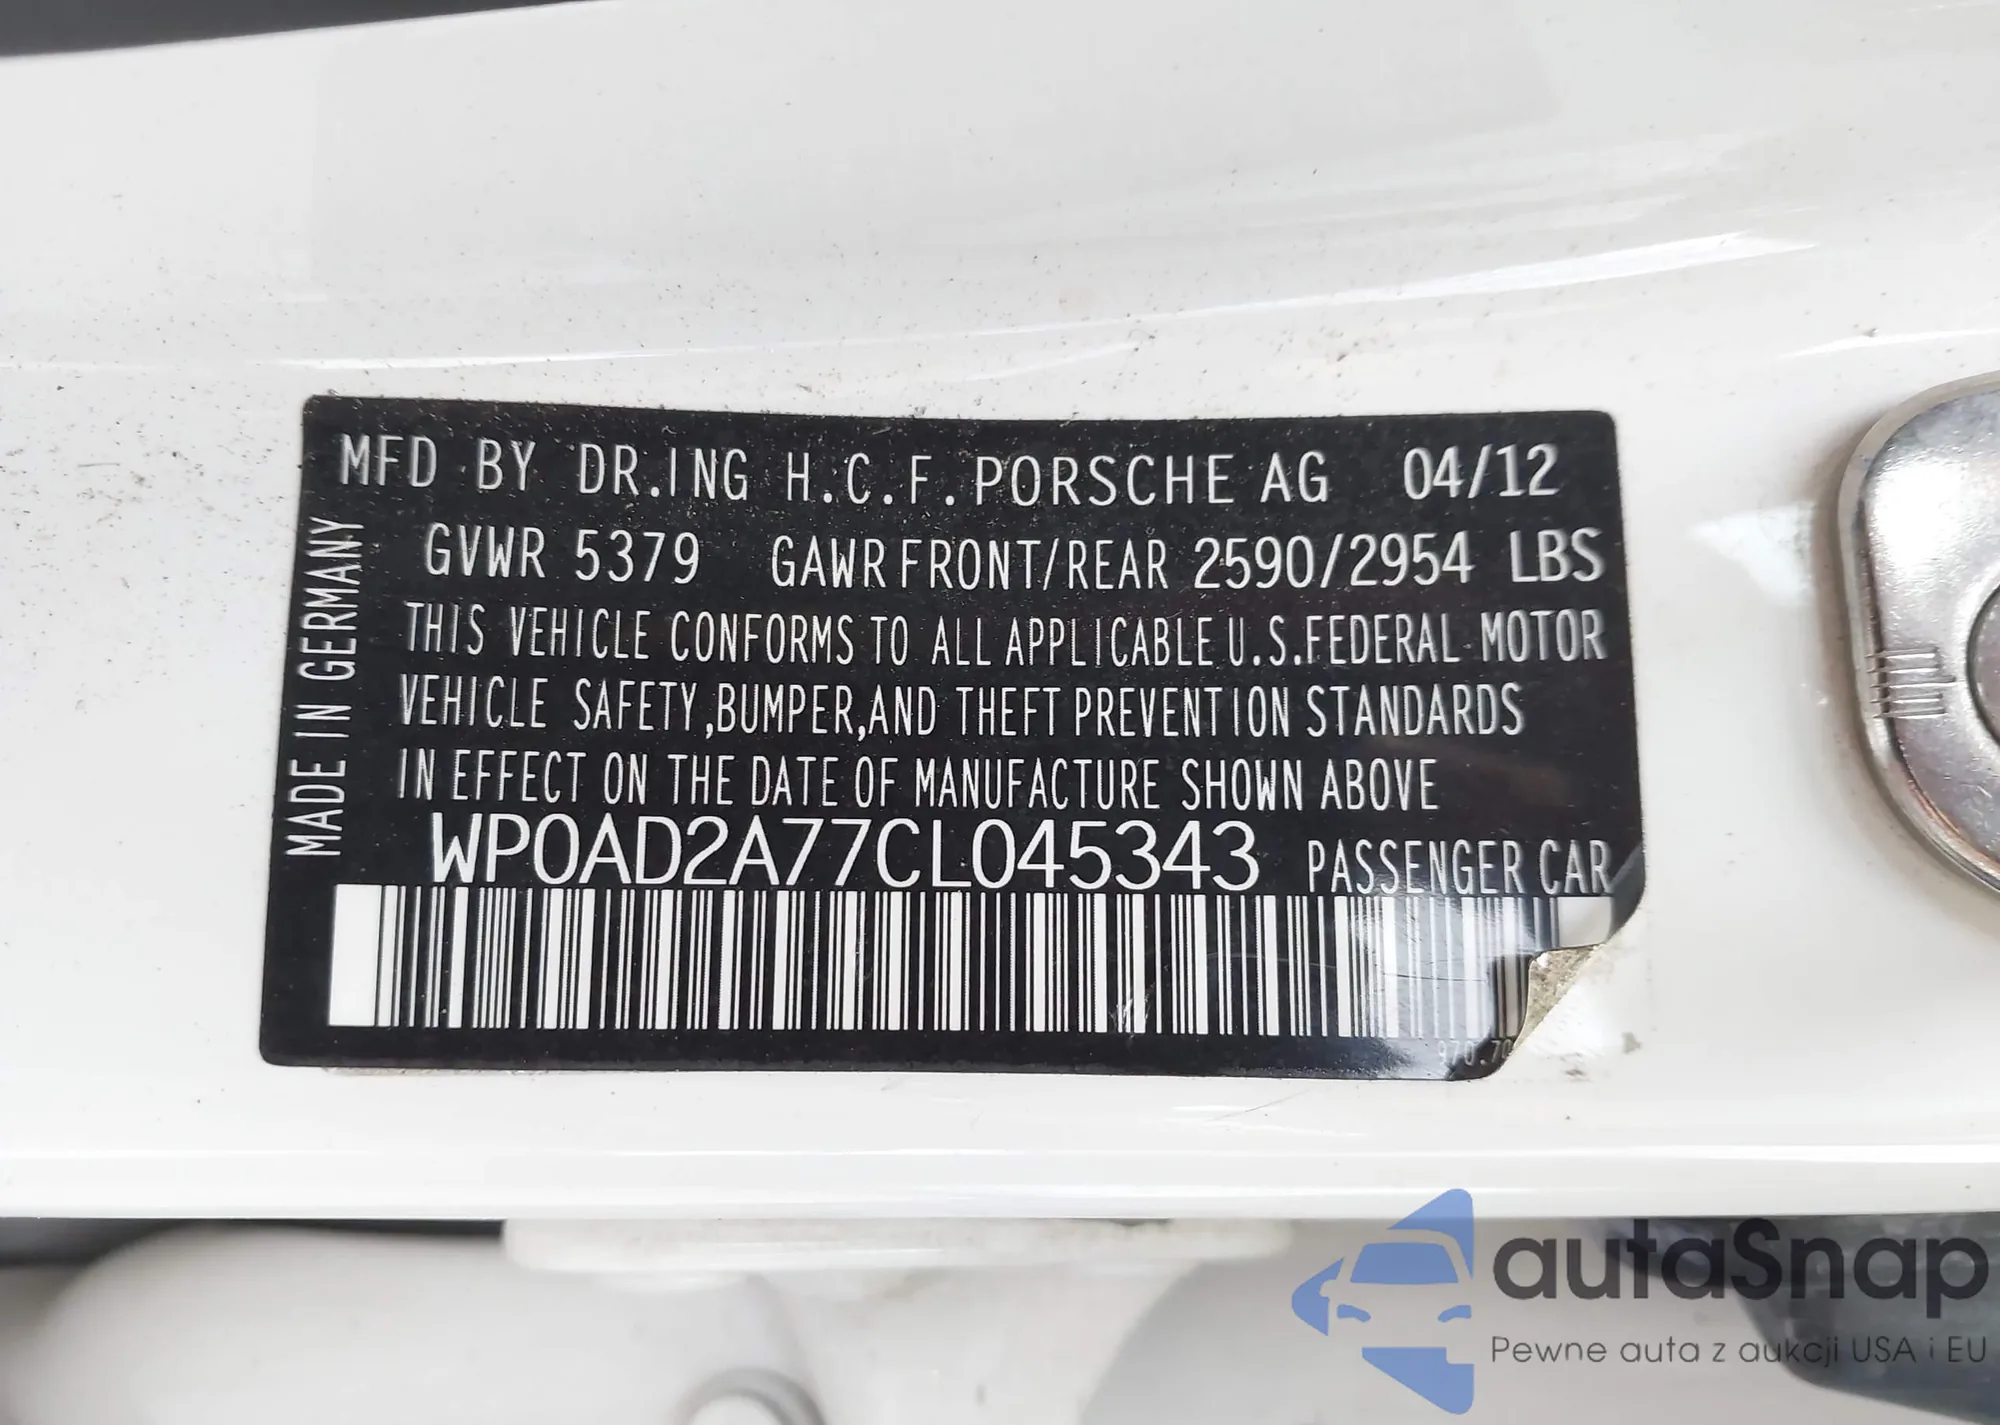 MFD BY DR.ING H.C.F.PORSCHE AG 04/12
GVWR 5379 GAWR FRONT/REAR 2590/2954 LBS
THIS VEHICLE CONFORMS TO ALL APPLICABLE U.S.FEDERAL MOTOR
VEHICLE SAFETY,BUMPER,AND THEFT PREVENTION STANDARDS
IN EFFECT ON THE DATE OF MANUFACTURE SHOWN ABOVE
WP0AD2A77CL045343 PASSENGER CAR
MADE IN GERMANY
autaSnap
Pewne auta z aukcji USA i EU